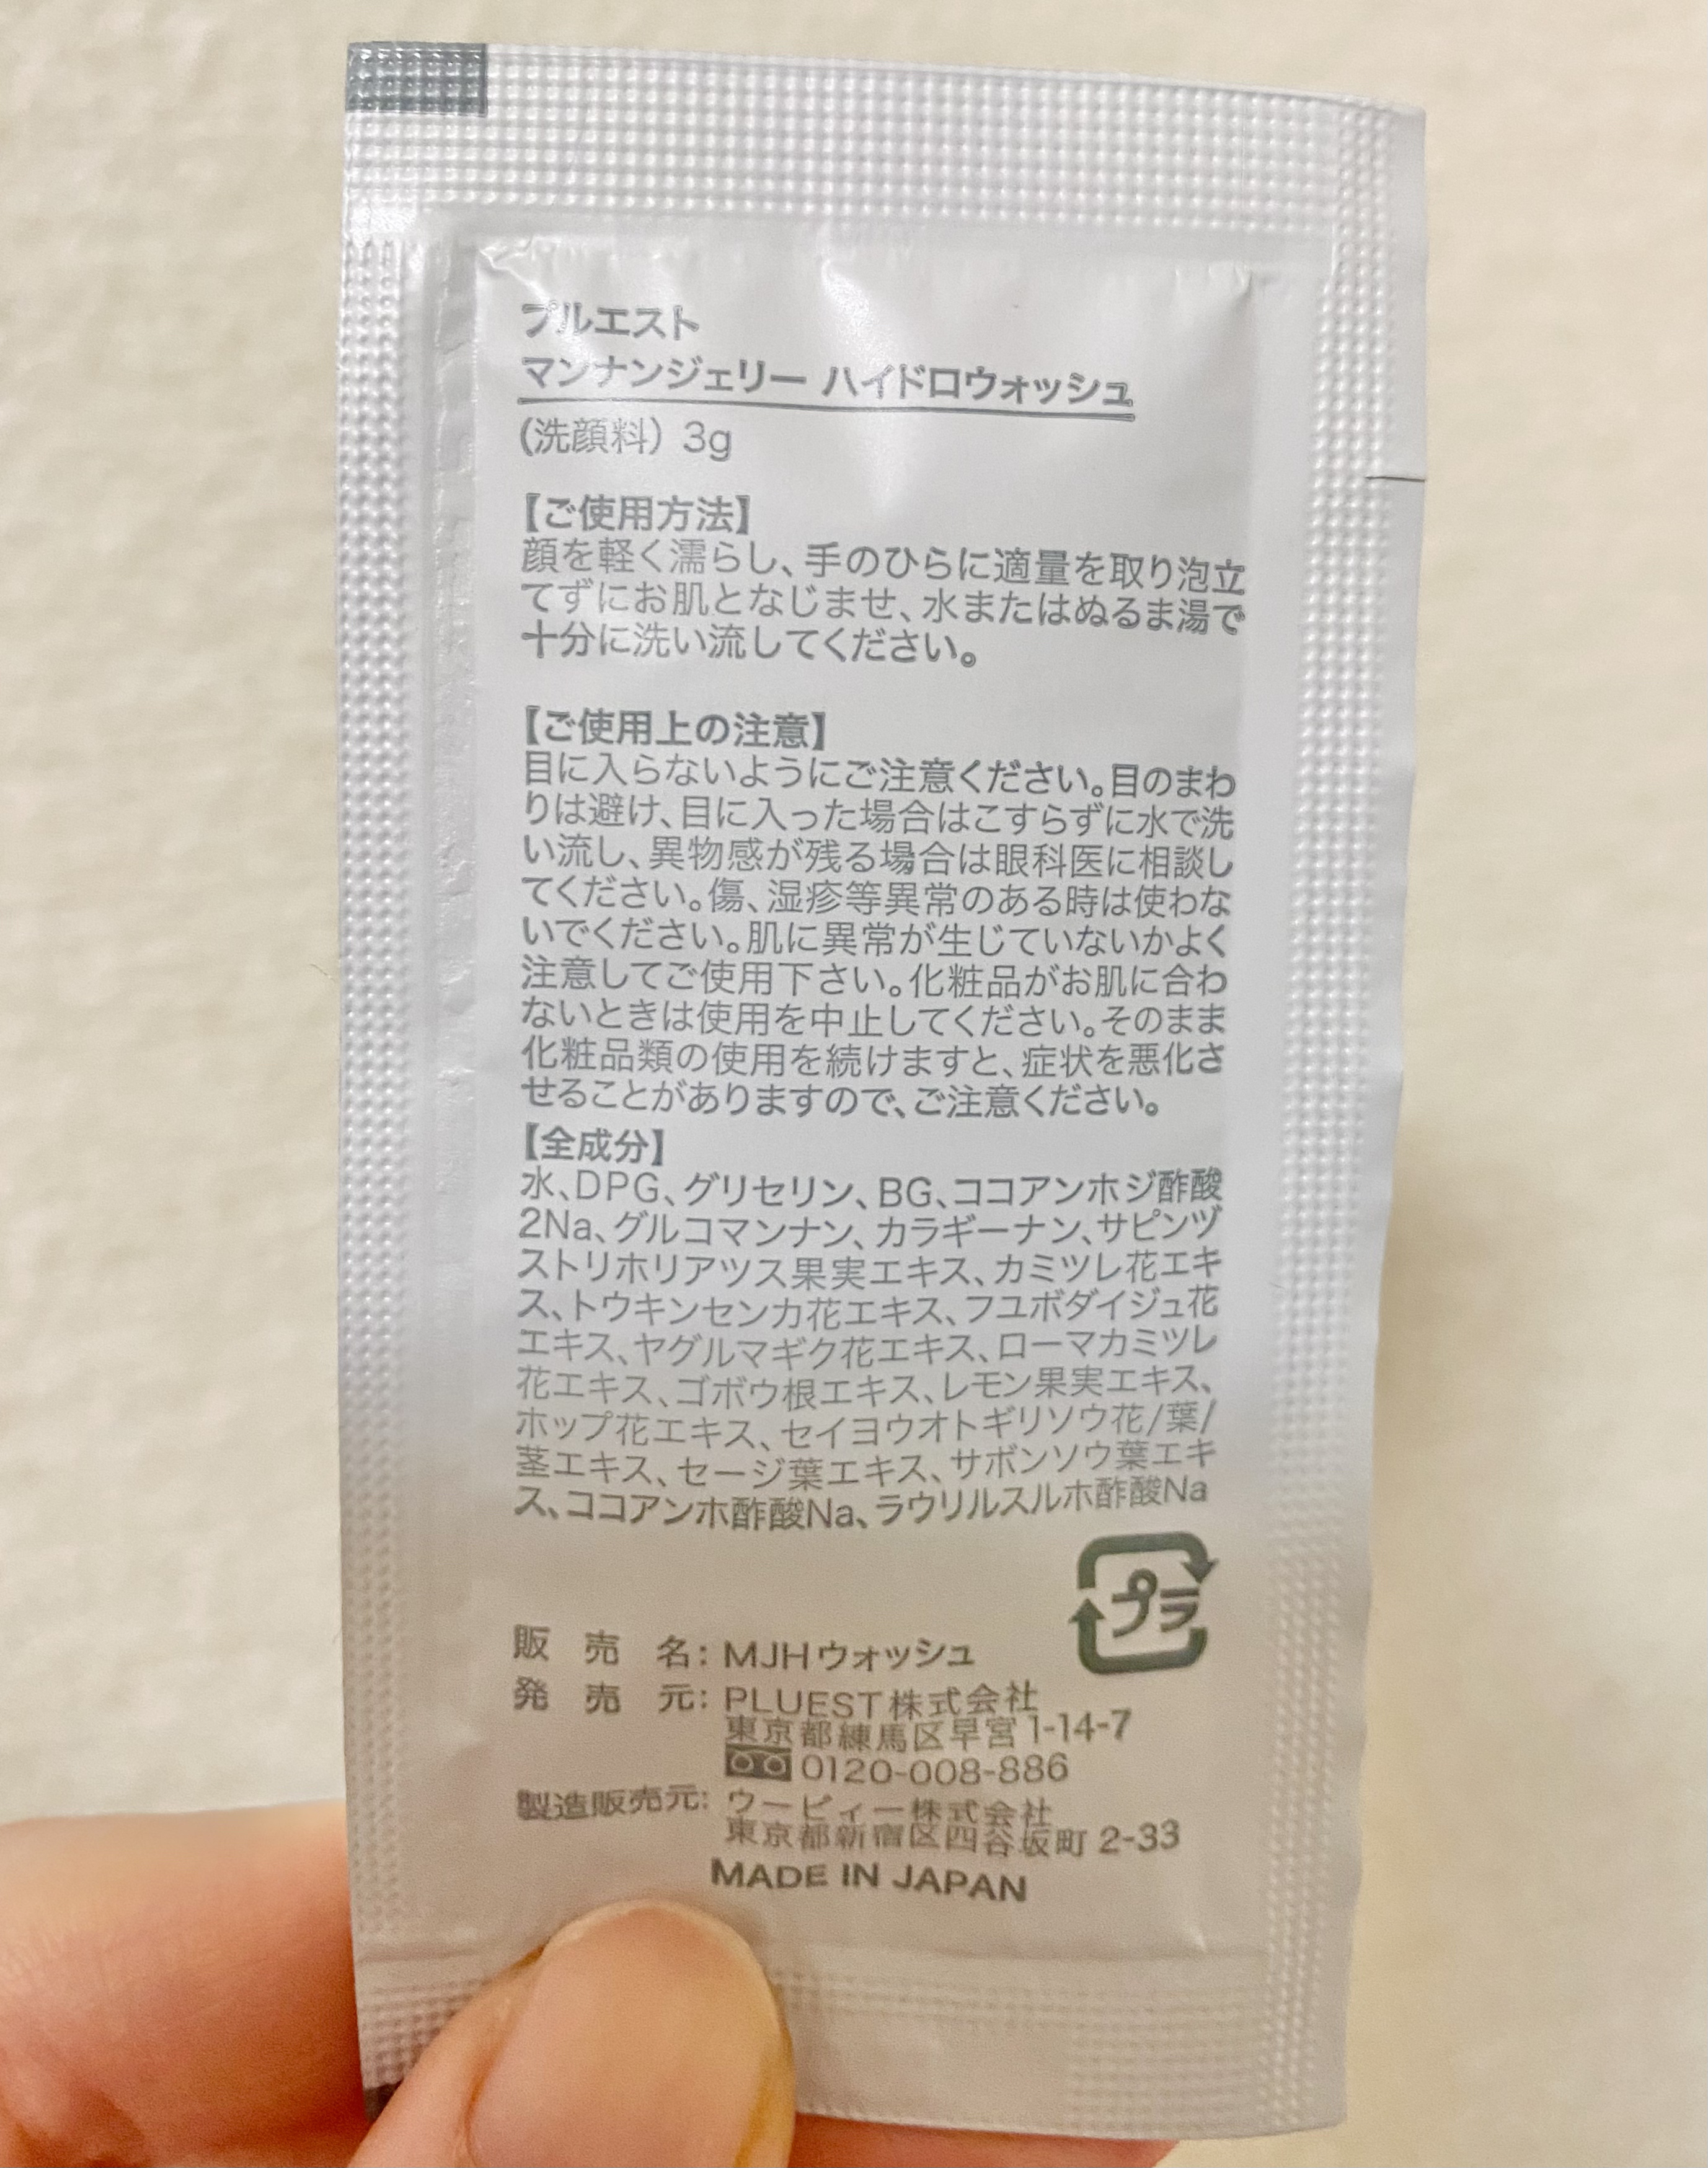 プルエスト
マンナンジェリー ハイドロウォッシュ
(洗顔料) 3g
【ご使用方法】
顔を軽く濡らし、手のひらに適量を取り泡立
てずにお肌となじませ、水またはぬるま湯で
十分に洗い流してください。
【ご使用上の注意】
目に入らないようにご注意ください。目のまわ
りは避け、目に入った場合はこすらずに水で洗
い流し、異物感が残る場合は眼科医に相談し
てください。傷、湿疹等異常のある時は使わな
いでください。肌に異常が生じていないかよく
注意してご使用下さい。化粧品がお肌に合わ
ないときは使用を中止してください。そのまま
化粧品類の使用を続けますと、症状を悪化さ
せることがありますので、ご注意ください。
【全成分】
水、DPG、グリセリン、BG、ココアンホジ酢酸
2Na、グルコマンナン、カラギーナン、サピンヅ
ストリホリアツス果実エキス、カミツレ花エキ
ス、トウキンセンカ花エキス、フユボダイジュ花
エキス、ヤグルマギク花エキス、ローマカミツレ
花エキス、ゴボウ根エキス、レモン果実エキス、
ホップ花エキス、セイヨウオトギリソウ花/葉/
茎エキス、セージ葉エキス、サボンソウ葉エキ
ス、ココアンホ酢酸Na、ラウリルスルホ酢酸Na
プラ
販売名: MJHウォッシュ
発売元: PLUEST株式会社
東京都練馬区早宮1-14-7
0120-008-886
製造販売元: ウーピィー株式会社
東京都新宿区四谷坂町 2-33
MADE IN JAPAN